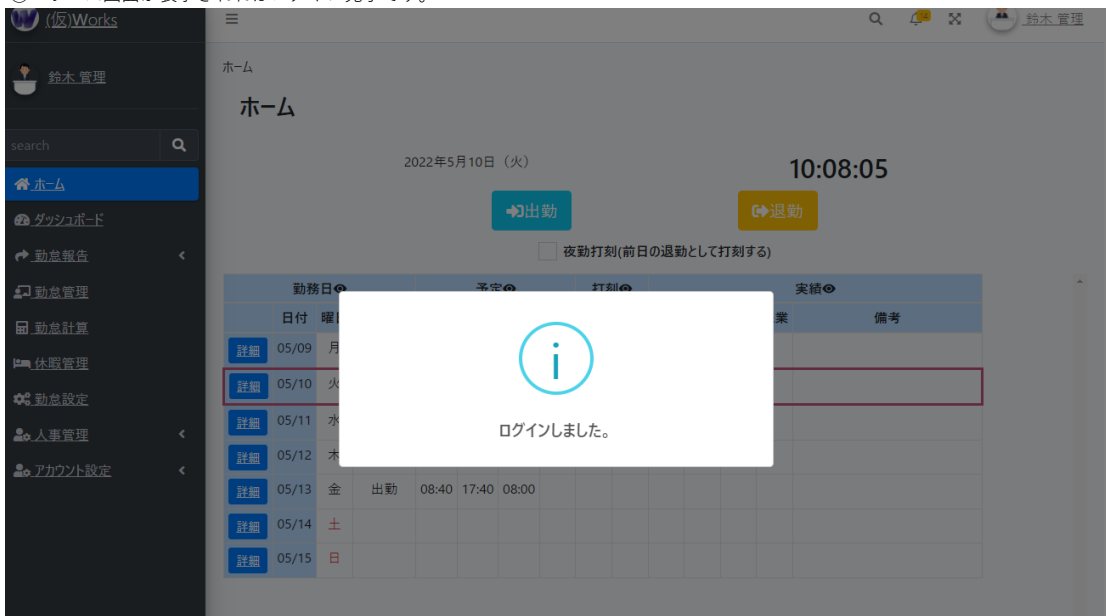 (仮)Works
鈴木 管理
鈴木 管理
search
ホーム
ダッシュボード
勤怠報告
勤怠管理
勤怠計算
休暇管理
勤怠設定
人事管理
アカウント設定
ホーム
ホーム
2022年5月10日（火）
10:08:05
出勤 退勤
夜勤打刻(前日の退勤として打刻する)
勤務日 予定 打刻 実績
日付 業 備考
詳細 05/09 月
詳細 05/10 火
詳細 05/11 水
詳細 05/12 木
詳細 05/13 金 出勤 08:40 17:40 08:00
詳細 05/14 土
詳細 05/15 日
ログインしました。